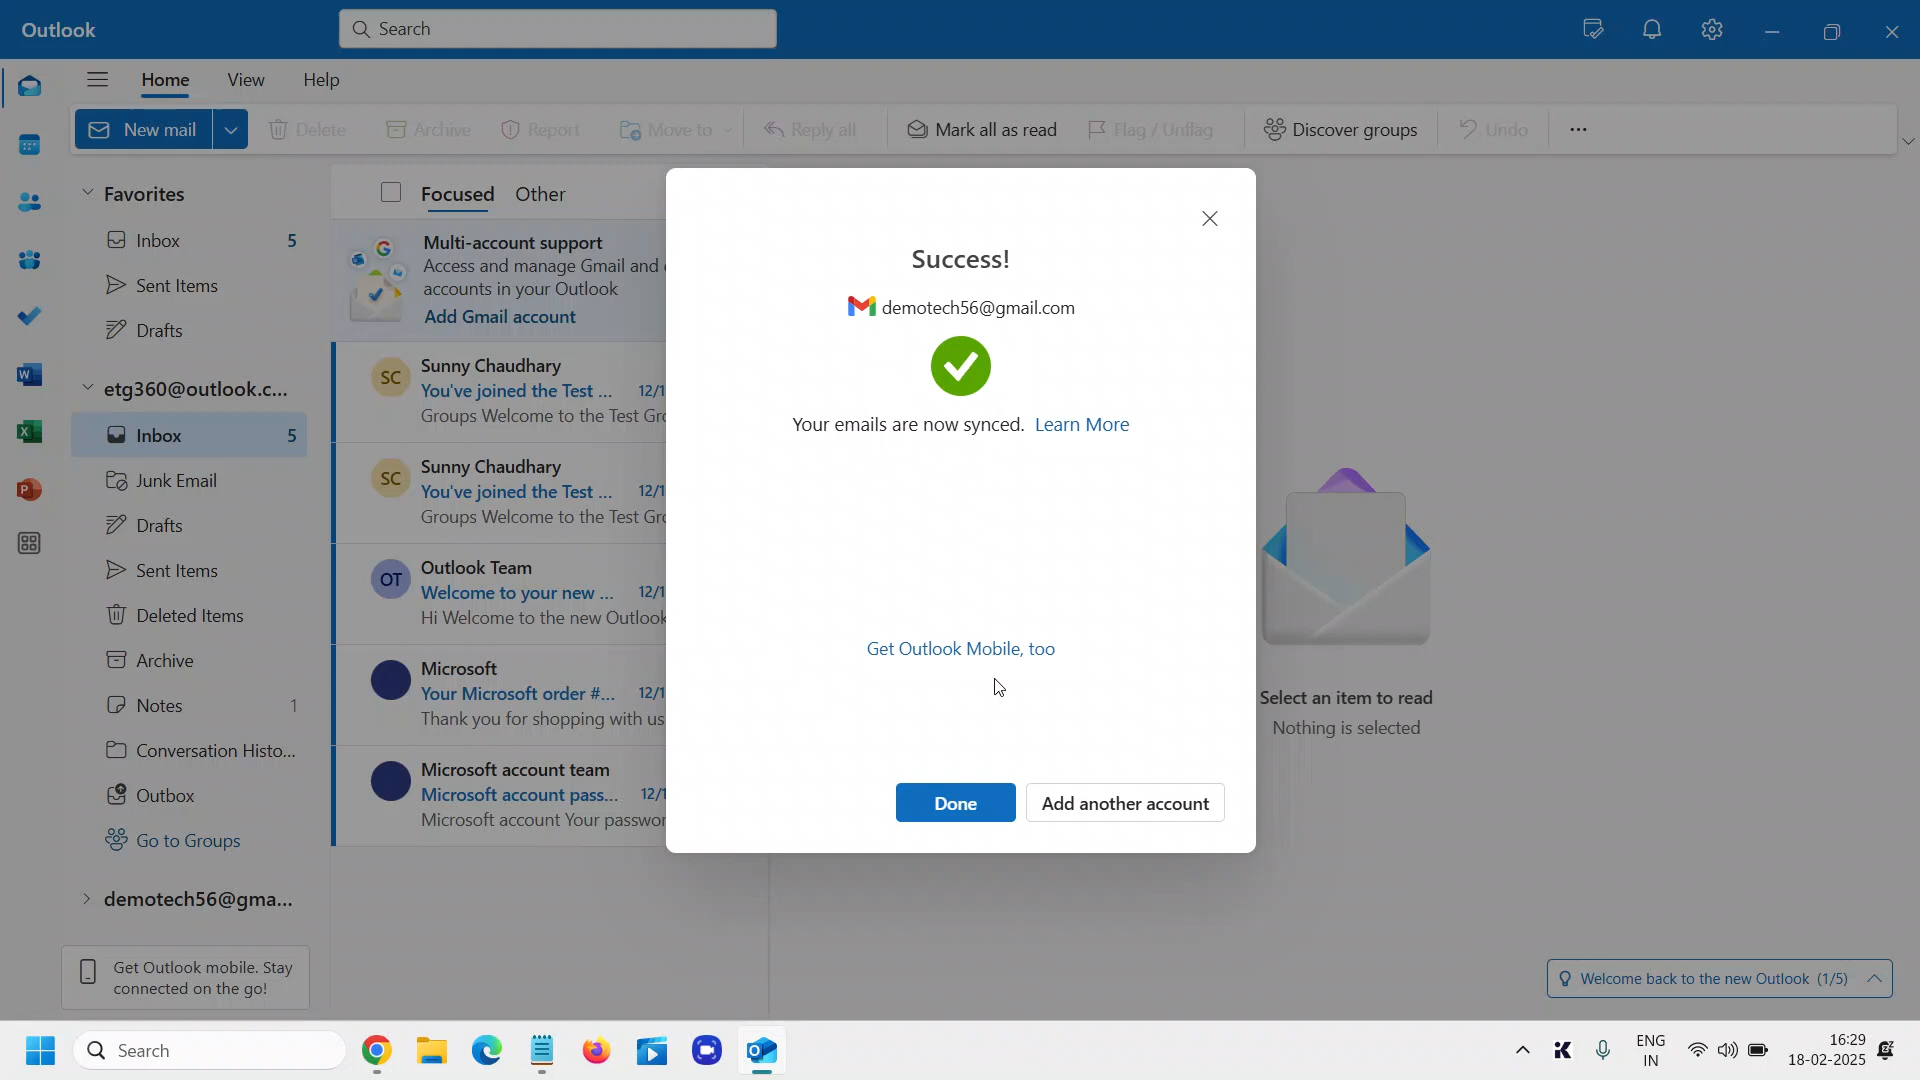 Outlook
Search
Home
View
Help
New mail
Delete
Archive
Report
Move to
Reply all
Mark all as read
Flag / Unflag
Discover groups
Undo
Favorites
Inbox 5
Sent Items
Drafts
etg360@outlook.c...
Inbox 5
Junk Email
Drafts
Sent Items
Deleted Items
Archive
Notes 1
Conversation Histo...
Outbox
Go to Groups
demotech56@gma...
Get Outlook mobile. Stay
connected on the go!
Focused Other
Multi-account support
Access and manage Gmail and
accounts in your Outlook
Add Gmail account
SC
Sunny Chaudhary
You've joined the Test ... 12/1
Groups Welcome to the Test Gro
SC
Sunny Chaudhary
You've joined the Test ... 12/1
Groups Welcome to the Test Gro
OT
Outlook Team
Welcome to your new ... 12/1
Hi Welcome to the new Outlook
Microsoft
Your Microsoft order #... 12/1
Thank you for shopping with us
Microsoft account team
Microsoft account pass... 12/1
Microsoft account Your passwor
Success!
demotech56@gmail.com
Your emails are now synced. Learn More
Get Outlook Mobile, too
Done
Add another account
Select an item to read
Nothing is selected
Welcome back to the new Outlook (1/5)
Search
ENG
IN
16:29
18-02-2025